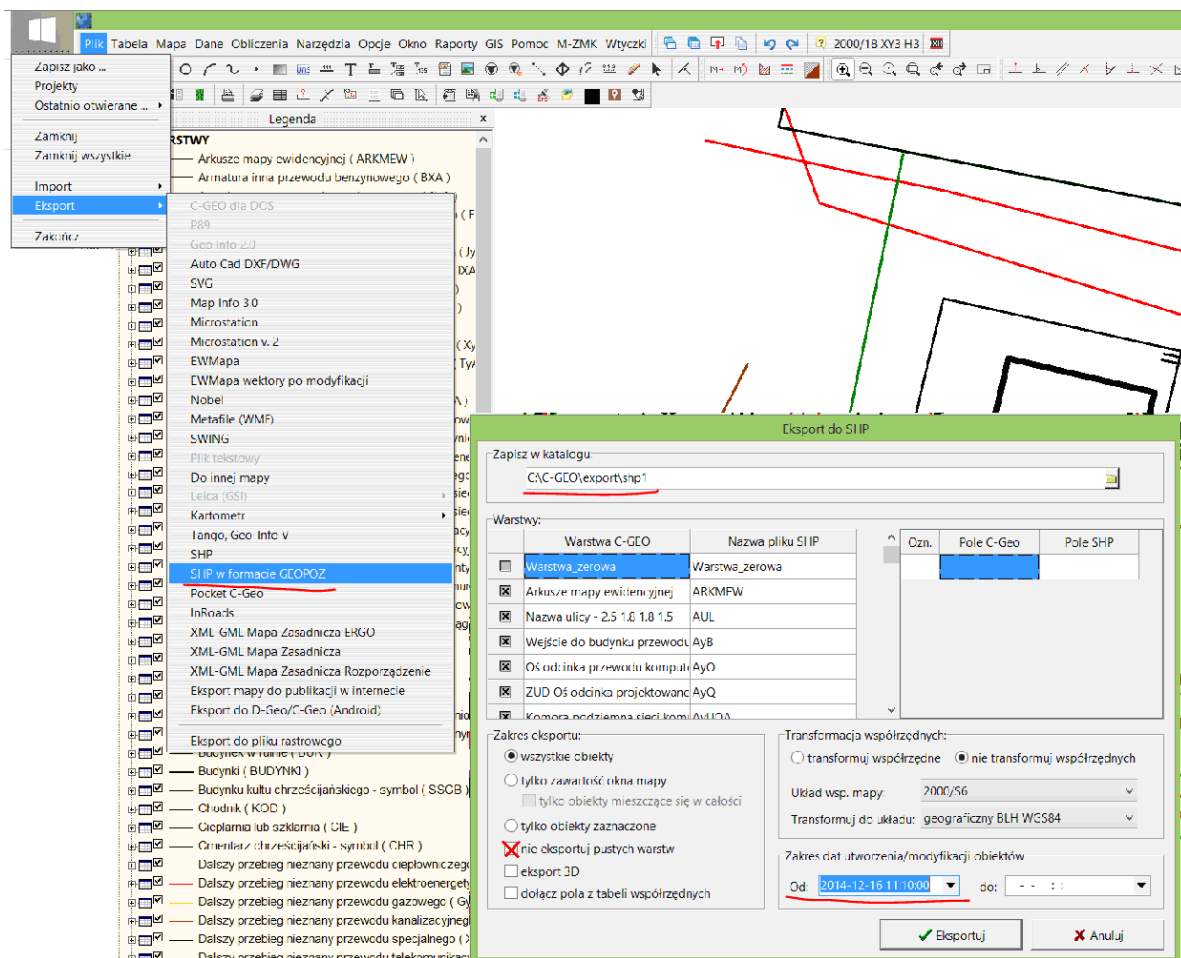 Plik Tabela Mapa Dane Obliczenia Narzędzia Opcje Okno Raporty GIS Pomoc M-ZMK Wtyczki 2000/18 XY3 H3
Zapisz jako ...
Projekty
Ostatnio otwierane ...
Zamknij
Zamknij wszystkie
Import
Eksport
Zakończ
Legenda x
RSTWY
Arkusze mapy ewidencyjnej ( ARKMEW )
Armatura inna przewodu benzynowego ( BXA )
C-GEO dla DOS
P89
Geo Info 2.0
Auto Cad DXF/DWG
SVG
Map Info 3.0
Microstation
Microstation v. 2
EWMapa
EWMapa wektory po modyfikacji
Nobel
Metafile (WMF)
SWING
Plik tekstowy
Do innej mapy
Leica (GSI)
Kartometr
Tango, Geo-Info V
SHP
SHP w formacie GEOPOZ
Pocket C-Geo
InRoads
XML-GML Mapa Zasadnicza ERGO
XML-GML Mapa Zasadnicza
XML-GML Mapa Zasadnicza Rozporządzenie
Eksport mapy do publikacji w internecie
Eksport do D-Geo/C-Geo (Android)
Eksport do pliku rastrowego
Budynek w ruinie ( BUR )
Budynki ( BUDYNKI )
Budynku kultu chrześcijańskiego - symbol ( SSCB )
Chodnik ( KOD )
Cieplarnia lub szklarnia ( CIE )
Cmentarz chrześcijański - symbol ( CHR )
Dalszy przebieg nieznany przewodu ciepłowniczego
Dalszy przebieg nieznany przewodu elektroenergety
Dalszy przebieg nieznany przewodu gazowego ( Gy
Dalszy przebieg nieznany przewodu kanalizacyjneg
Dalszy przebieg nieznany przewodu specjalnego ( X
Dalszy przebieg nieznany przewodu telekomunikac
Eksport do SHP
Zapisz w katalogu:
C:\C-GEO\export\shp1
Warstwy:
Warstwa C-GEO Nazwa pliku SHP
Warstwa_zerowa Warstwa_zerowa
Arkusze mapy ewidencyjnej ARKMEW
Nazwa ulicy - 2.5 1.8 1.8 1.5 AUL
Wejście do budynku przewodu AyB
Oś odcinka przewodu kompute AyO
ZUD Oś odcinka projektowanc AyQ
Komora podziemna sieci kom
Ozn. Pole C-Geo Pole SHP
Zakres eksportu:
wszystkie obiekty
tylko zawartość okna mapy
tylko obiekty mieszczące się w całości
tylko obiekty zaznaczone
nie eksportuj pustych warstw
eksport 3D
dołącz pola z tabeli współrzędnych
Transformacja współrzędnych:
transformuj współrzędne nie transformuj współrzędnych
Układ wsp. mapy: 2000/S6
Transformuj do układu: geograficzny BLH WGS84
Zakres dat utworzenia/modyfikacji obiektów
Od: 2014-12-16 11:10:00 do: - - : :
Eksportuj Anuluj